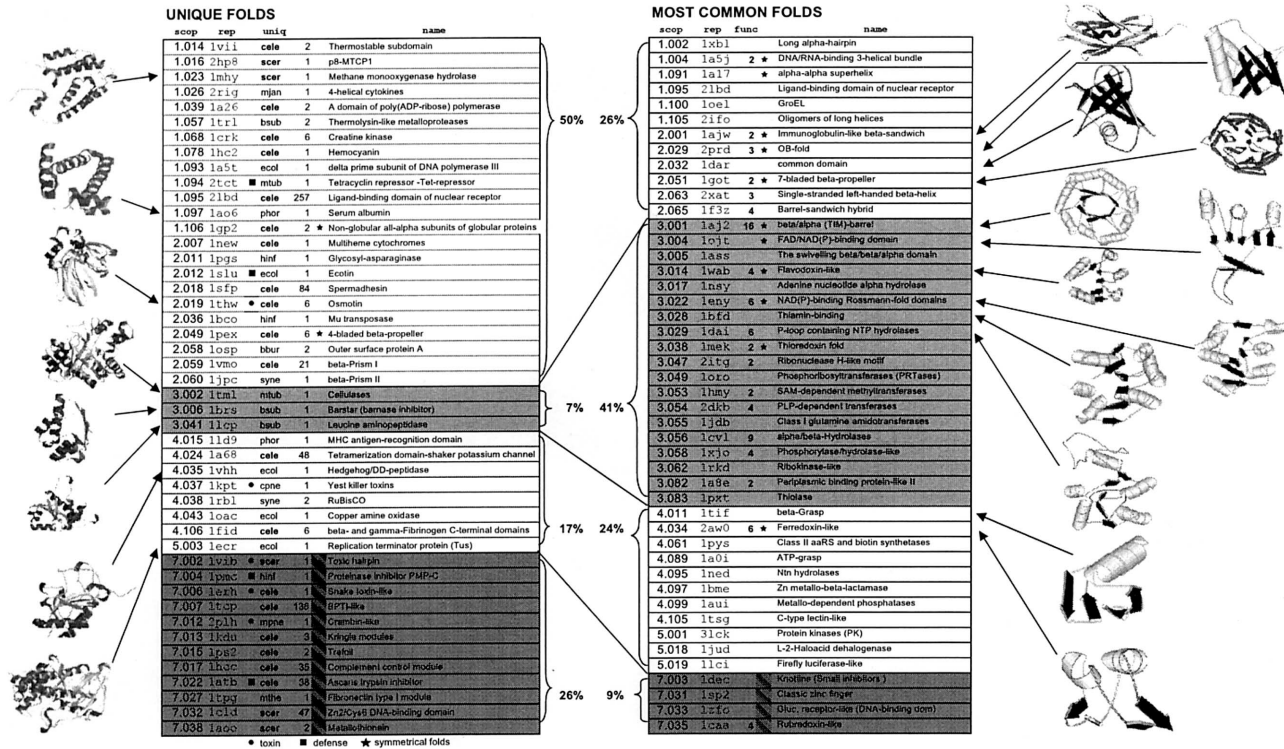 UNIQUE FOLDS
scop rep uniq name
1.014 1vii cele 2 Thermostable subdomain
1.016 2hp8 scer 1 p8-MTCP1
1.023 1mhy scer 1 Methane monooxygenase hydrolase
1.026 2rig mjan 1 4-helical cytokines
1.039 1a26 cele 2 A domain of poly(ADP-ribose) polymerase
1.057 1trl bsub 2 Thermolysin-like metalloproteases
1.068 1crk cele 6 Creatine kinase
1.078 1hc2 cele 1 Hemocyanin
1.093 1a5t ecol 1 delta prime subunit of DNA polymerase III
1.094 2tct ■ mtub 1 Tetracyclin repressor -Tet-repressor
1.095 2lbd cele 257 Ligand-binding domain of nuclear receptor
1.097 1ao6 phor 1 Serum albumin
1.106 1gp2 cele 2 ★ Non-globular all-alpha subunits of globular proteins
2.007 1new cele 1 Multiheme cytochromes
2.011 1pgs hinf 1 Glycosyl-asparaginase
2.012 1slu ■ ecol 1 Ecotin
2.018 1sfp cele 84 Spermadhesin
2.019 1thw ● cele 6 Osmotin
2.036 1bco hinf 1 Mu transposase
2.049 1pex cele 6 ★ 4-bladed beta-propeller
2.058 1osp bbur 2 Outer surface protein A
2.059 1vmo cele 21 beta-Prism I
2.060 1jpc syne 1 beta-Prism II
3.002 1tml mtub 1 Cellulases
3.006 1brs bsub 1 Barstar (barnase inhibitor)
3.041 1lcp bsub 1 Leucine aminopeptidase
4.015 1ld9 phor 1 MHC antigen-recognition domain
4.024 1a68 cele 48 Tetramerization domain-shaker potassium channel
4.035 1vhh ecol 1 Hedgehog/DD-peptidase
4.037 1kpt ● cpne 1 Yest killer toxins
4.038 1rbl syne 2 RuBisCO
4.043 1oac ecol 1 Copper amine oxidase
4.106 1fid cele 6 beta- and gamma-Fibrinogen C-terminal domains
5.003 1ecr ecol 1 Replication terminator protein (Tus)
7.002 1vib ● scer 1 Toxic hairpin
7.004 1pmc ■ hinf 1 Proteinase inhibitor PMP-C
7.006 1erh ● cele 1 Snake toxin-like
7.007 1tcp cele 138 BPTI-like
7.012 2plh ● mpne 1 Crambin-like
7.013 1kdu cele 3 Kringle modules
7.015 1ps2 cele 2 Trefoil
7.017 1hcc cele 35 Complement control module
7.022 1atb ■ cele 38 Ascaris trypsin inhibitor
7.027 1tpg mthe 1 Fibronectin type I module
7.032 1cld scer 47 Zn2/Cys6 DNA-binding domain
7.038 1aoo scer 2 Metallothionein
● toxin ■ defense ★ symmetrical folds
50%
7%
17%
26%
MOST COMMON FOLDS
scop rep func name
1.002 1xbl Long alpha-hairpin
1.004 1a5j 2 ★ DNA/RNA-binding 3-helical bundle
1.091 1a17 ★ alpha-alpha superhelix
1.095 2lbd Ligand-binding domain of nuclear receptor
1.100 1oel GroEL
1.105 2ifo Oligomers of long helices
2.001 1ajw 2 ★ Immunoglobulin-like beta-sandwich
2.029 2prd 3 ★ OB-fold
2.032 1dar common domain
2.051 1got 2 ★ 7-bladed beta-propeller
2.063 2xat 3 Single-stranded left-handed beta-helix
2.065 1f3z 4 Barrel-sandwich hybrid
3.001 1aj2 16 ★ beta/alpha (TIM)-barrel
3.004 1ojt ★ FAD/NAD(P)-binding domain
3.005 1ass The swivelling beta/beta/alpha domain
3.014 1wab 4 ★ Flavodoxin-like
3.017 1nsy Adenine nucleotide alpha hydrolase
3.022 1eny 6 ★ NAD(P)-binding Rossmann-fold domains
3.028 1bfd Thiamin-binding
3.029 1dai 6 P-loop containing NTP hydrolases
3.038 1mek 2 ★ Thioredoxin fold
3.047 2itg 2 Ribonuclease H-like motif
3.049 1oro Phosphoribosyltransferases (PRTases)
3.053 1hmy 2 SAM-dependent methyltransferases
3.054 2dkb 4 PLP-dependent transferases
3.055 1jdb Class I glutamine amidotransferases
3.056 1cvl 9 alpha/beta-Hydrolases
3.058 1xjo 4 Phosphorylase/hydrolase-like
3.062 1rkd Ribokinase-like
3.082 1a8e 2 Periplasmic binding protein-like II
3.083 1pxt Thiolase
4.011 1tif beta-Grasp
4.034 2aw0 6 ★ Ferredoxin-like
4.061 1pys Class II aaRS and biotin synthetases
4.089 1a0i ATP-grasp
4.095 1ned Ntn hydrolases
4.097 1bme Zn metallo-beta-lactamase
4.099 1aui Metallo-dependent phosphatases
4.105 1tsg C-type lectin-like
5.001 3lck Protein kinases (PK)
5.018 1jud L-2-Haloacid dehalogenase
5.019 1lci Firefly luciferase-like
7.003 1dec Knottins (Small inhibitors )
7.031 1sp2 Classic zinc finger
7.033 1zfo Gluc. receptor-like (DNA-binding dom)
7.035 1caa 4 Rubredoxin-like
26%
41%
24%
9%